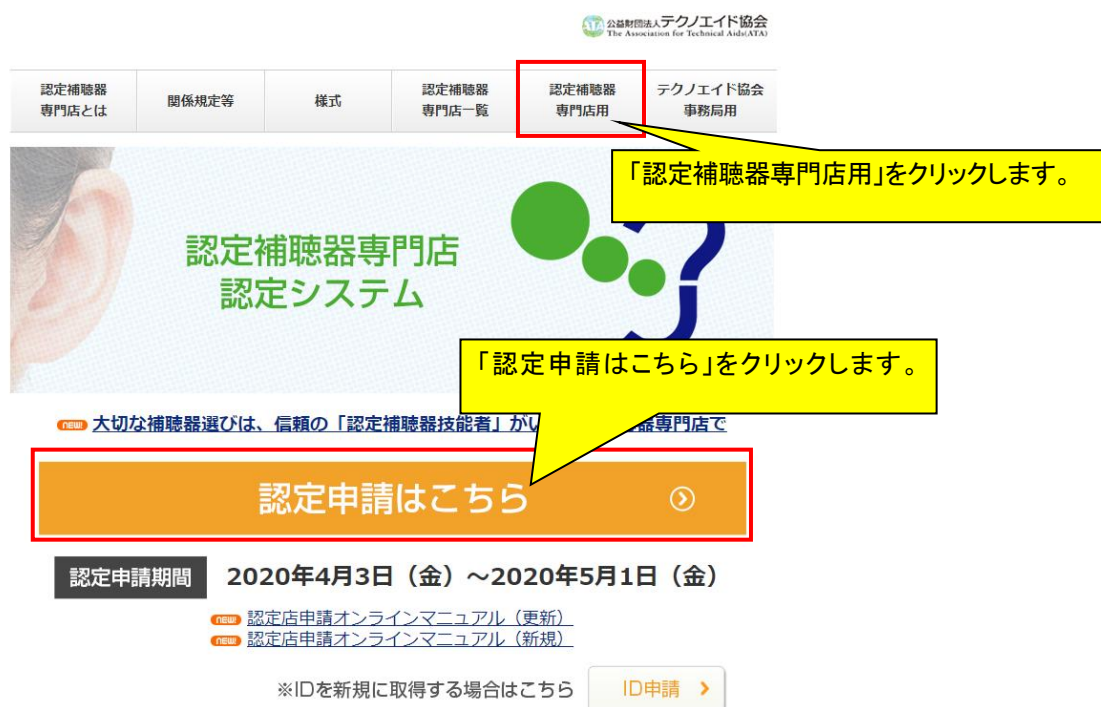 公益財団法人テクノエイド協会
The Association for Technical Aids(ATA)
認定補聴器
専門店とは
関係規定等
様式
認定補聴器
専門店一覧
認定補聴器
専門店用
テクノエイド協会
事務局用
「認定補聴器専門店用」をクリックします。
認定補聴器専門店
認定システム
「認定申請はこちら」をクリックします。
new 大切な補聴器選びは、信頼の「認定補聴器技能者」がい 器専門店で
認定申請はこちら
認定申請期間 2020年4月3日（金）～2020年5月1日（金）
new 認定店申請オンラインマニュアル（更新）
new 認定店申請オンラインマニュアル（新規）
※IDを新規に取得する場合はこちら ID申請